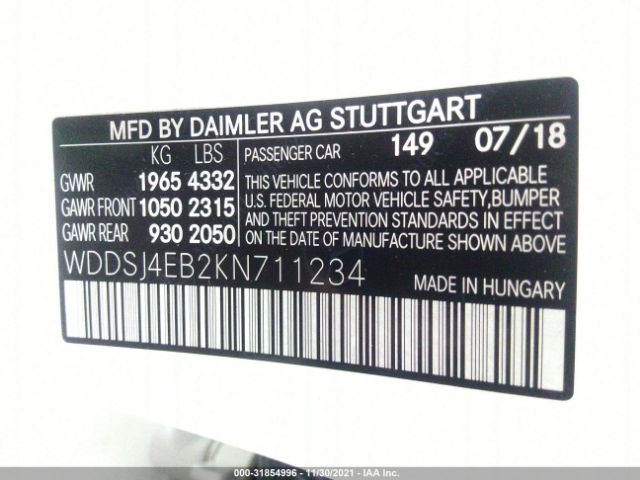 MFD BY DAIMLER AG STUTTGART
KG LBS PASSENGER CAR 149 07/18
GVWR 1965 4332
GAWR FRONT 1050 2315
GAWR REAR 930 2050
THIS VEHICLE CONFORMS TO ALL APPLICABLE
U.S. FEDERAL MOTOR VEHICLE SAFETY, BUMPER
AND THEFT PREVENTION STANDARDS IN EFFECT
ON THE DATE OF MANUFACTURE SHOWN ABOVE
WDDSJ4EB2KN711234
MADE IN HUNGARY
000-31854996 - 11/30/2021 - IAA Inc.